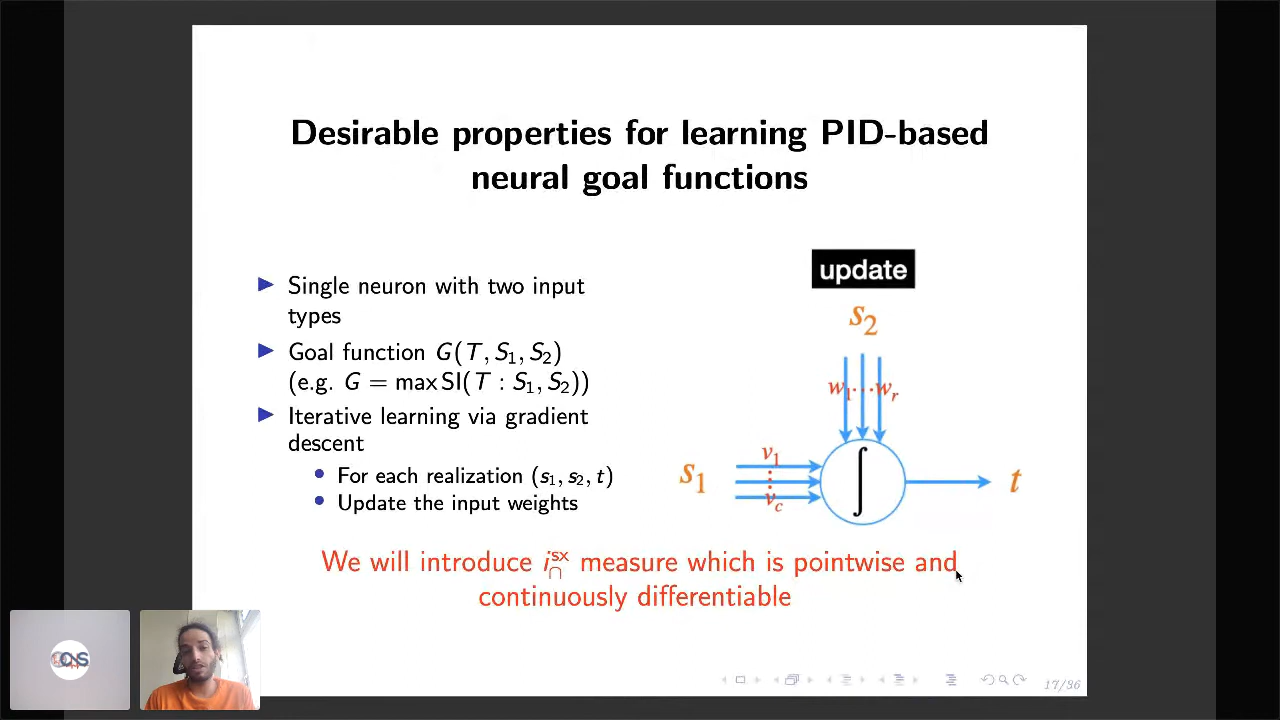 Desirable properties for learning PID-based
neural goal functions
▶ Single neuron with two input
types
▶ Goal function G(T, S₁, S₂)
(e.g. G = max SI(T : S₁, S₂))
▶ Iterative learning via gradient
descent
• For each realization (s₁, s₂, t)
• Update the input weights
update
s₂
w₁...wᵣ
s₁
v₁
⋮
v_c
∫
t
We will introduce i∩^sx measure which is pointwise and
continuously differentiable
17/36